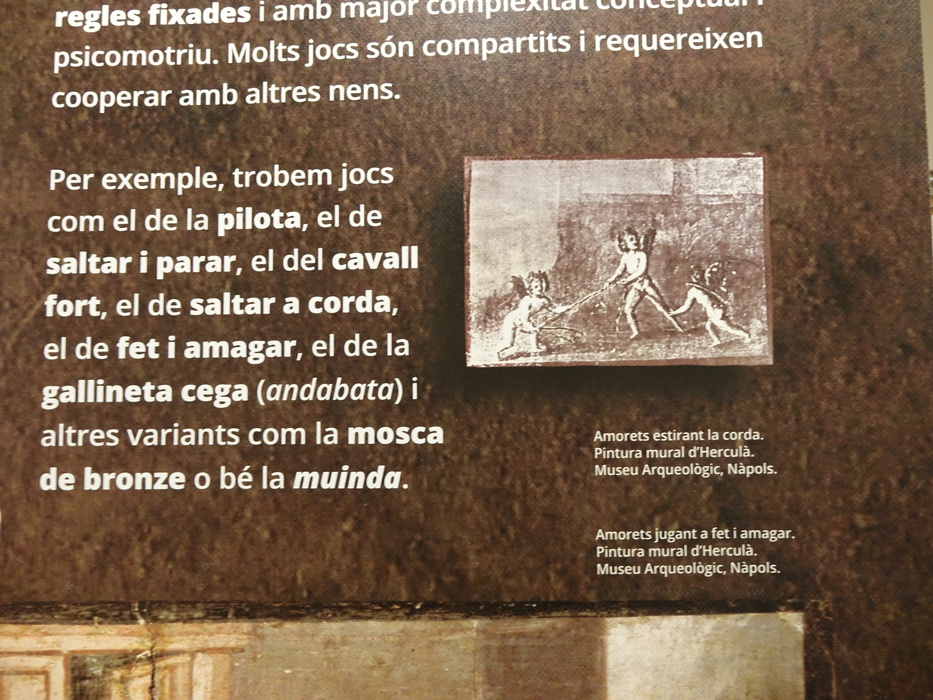 regles fixades i amb major complexitat conceptual i
psicomotriu. Molts jocs són compartits i requereixen
cooperar amb altres nens.
Per exemple, trobem jocs
com el de la pilota, el de
saltar i parar, el del cavall
fort, el de saltar a corda,
el de fet i amagar, el de la
gallineta cega (andabata) i
altres variants com la mosca
de bronze o bé la muinda.
Amorets estirant la corda.
Pintura mural d'Herculà.
Museu Arqueològic, Nàpols.
Amorets jugant a fet i amagar.
Pintura mural d'Herculà.
Museu Arqueològic, Nàpols.